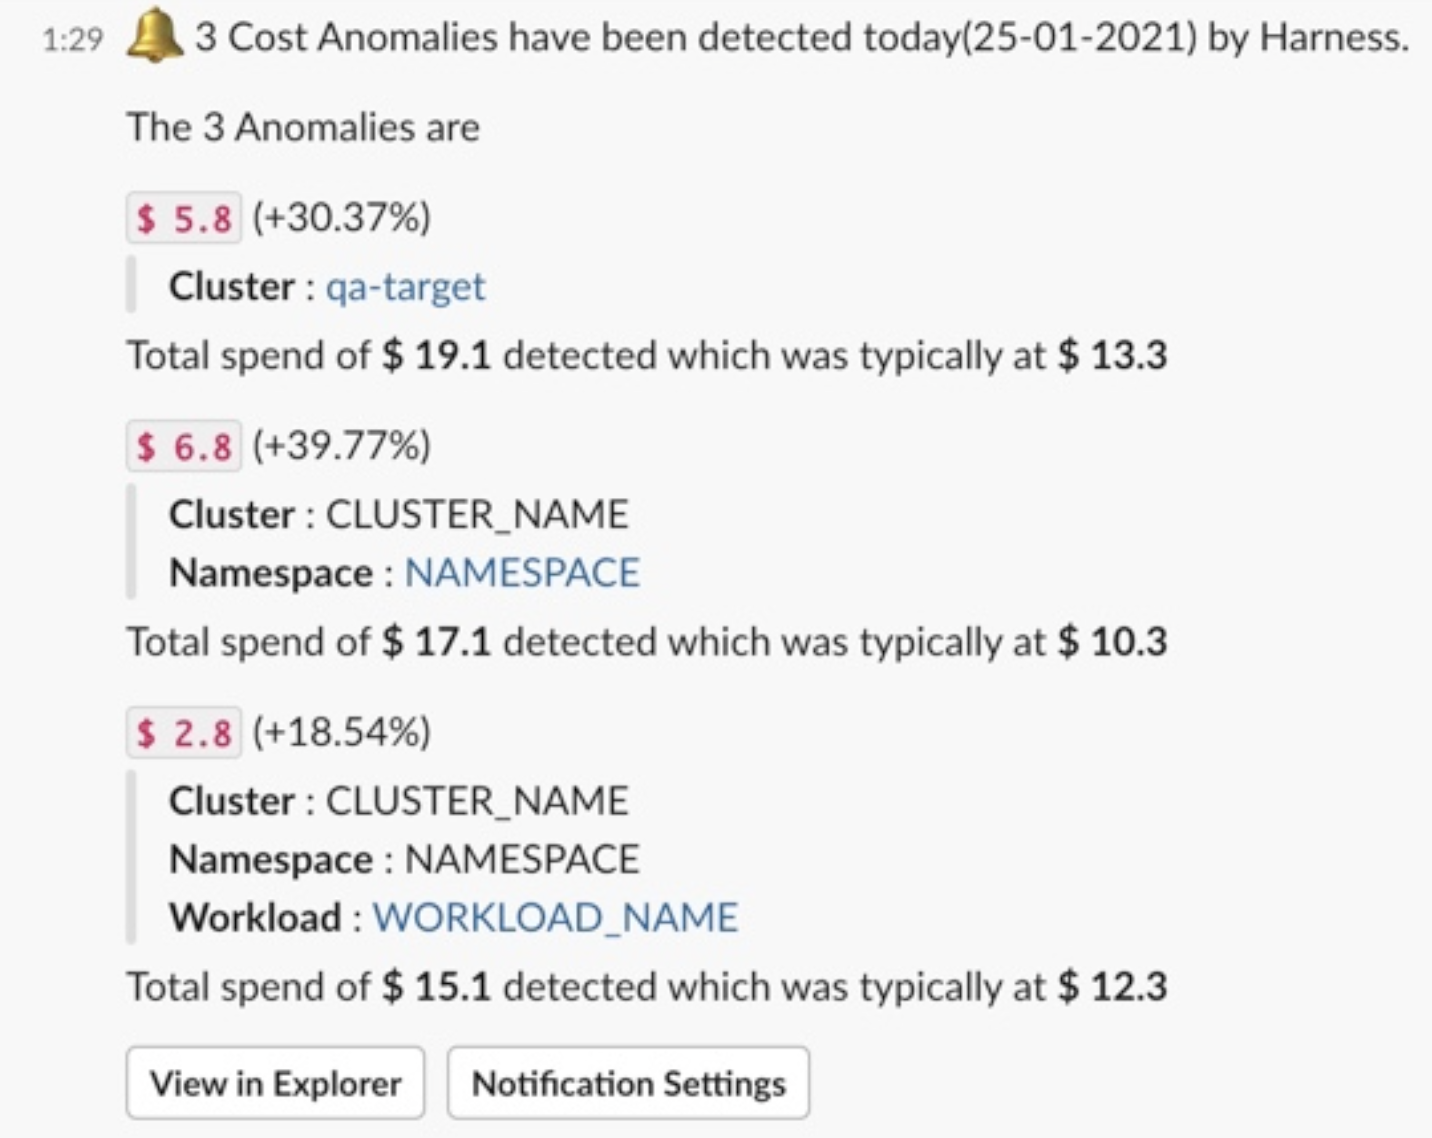 1:29 3 Cost Anomalies have been detected today(25-01-2021) by Harness.
The 3 Anomalies are
$ 5.8 (+30.37%)
Cluster : qa-target
Total spend of $ 19.1 detected which was typically at $ 13.3
$ 6.8 (+39.77%)
Cluster : CLUSTER_NAME
Namespace : NAMESPACE
Total spend of $ 17.1 detected which was typically at $ 10.3
$ 2.8 (+18.54%)
Cluster : CLUSTER_NAME
Namespace : NAMESPACE
Workload : WORKLOAD_NAME
Total spend of $ 15.1 detected which was typically at $ 12.3
View in Explorer Notification Settings